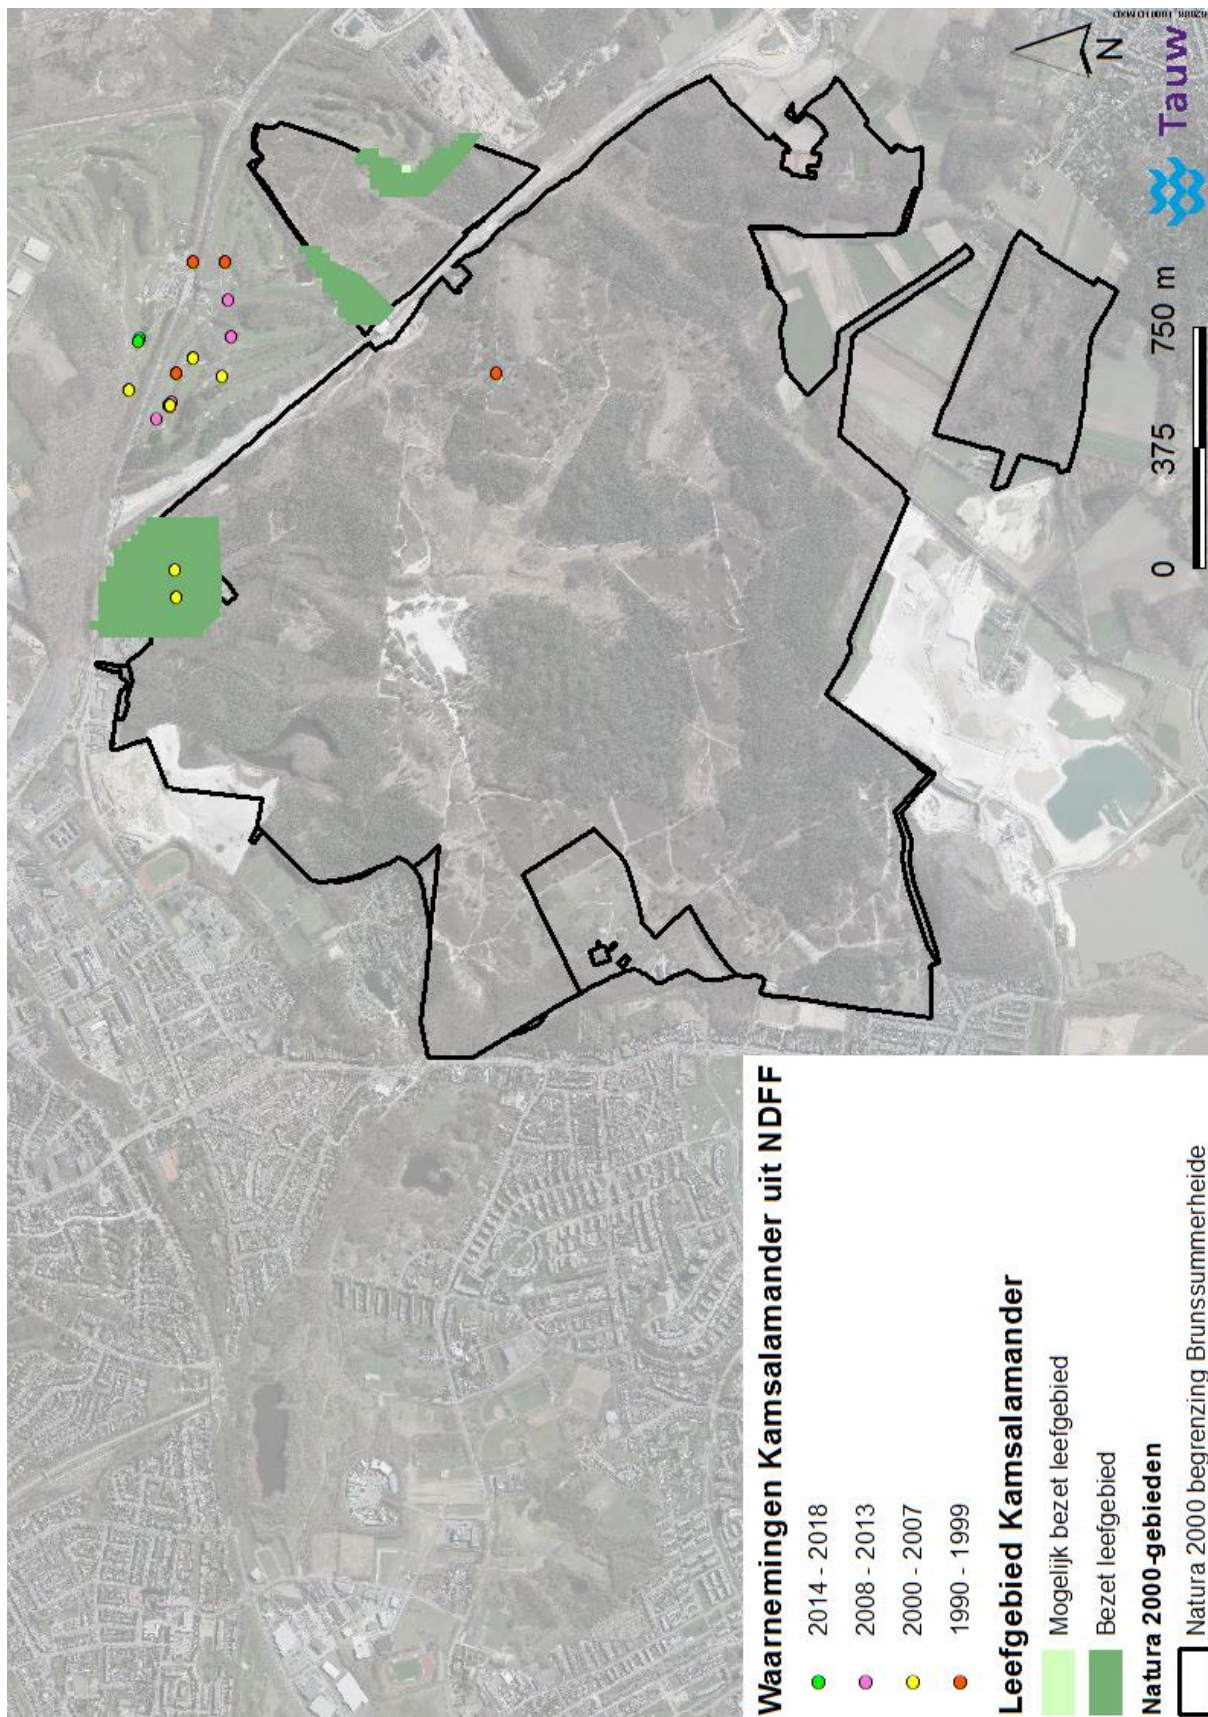 Waarnemingen Kamsalamander uit NDFF
2014 - 2018
2008 - 2013
2000 - 2007
1990 - 1999
Leefgebied Kamsalamander
Mogelijk bezet leefgebied
Bezet leefgebied
Natura 2000-gebieden
Natura 2000 begrenzing Brunssummerheide
0 375 750 m
Tauw
N